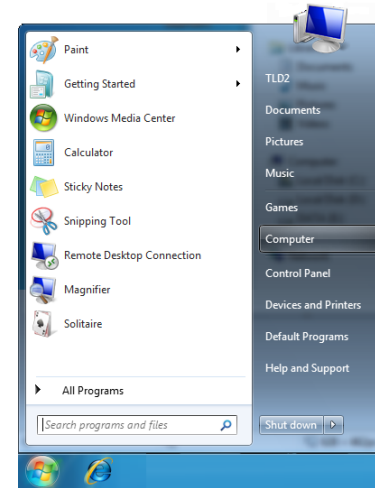 Paint
Getting Started
Windows Media Center
Calculator
Sticky Notes
Snipping Tool
Remote Desktop Connection
Magnifier
Solitaire
All Programs
Search programs and files
TLD2
Documents
Pictures
Music
Games
Computer
Control Panel
Devices and Printers
Default Programs
Help and Support
Shut down